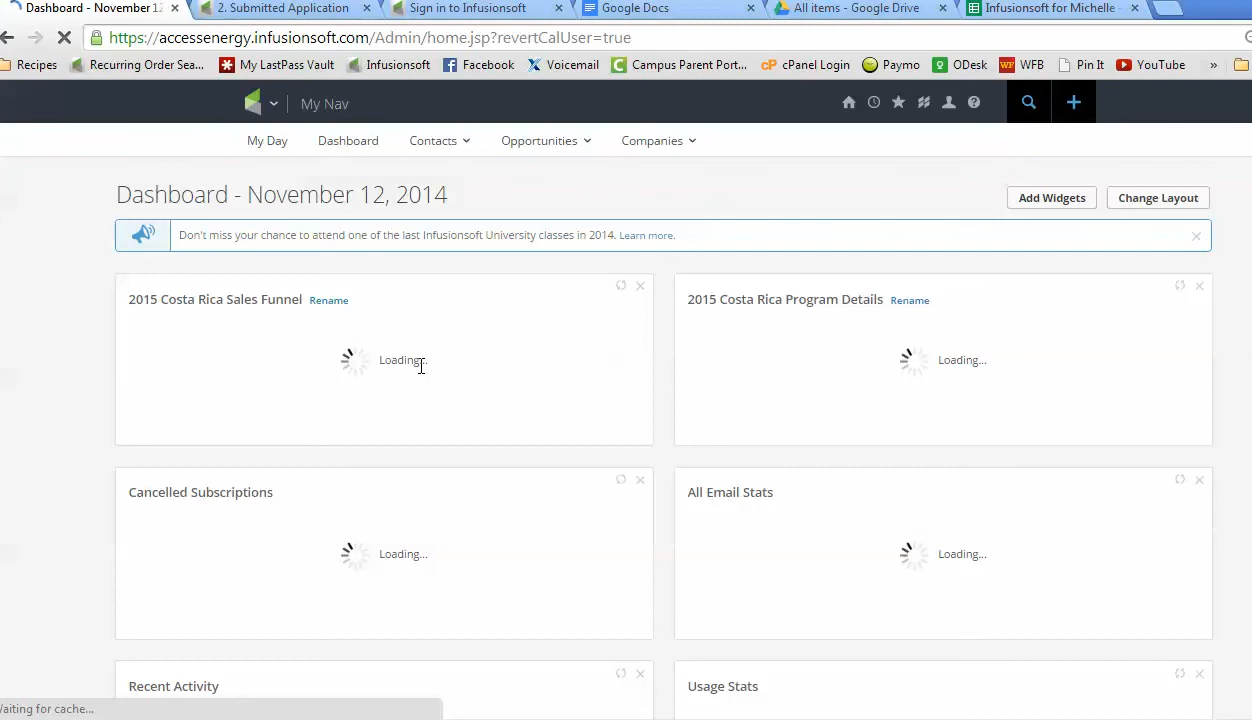 Dashboard - November 12
2. Submitted Application
Sign in to Infusionsoft
Google Docs
All items - Google Drive
Infusionsoft for Michelle -
https://accessenergy.infusionsoft.com/Admin/home.jsp?revertCalUser=true
Recipes
Recurring Order Sea...
My LastPass Vault
Infusionsoft
Facebook
Voicemail
Campus Parent Port...
cPanel Login
Paymo
ODesk
WFB
Pin It
YouTube
»
My Nav
My Day
Dashboard
Contacts
Opportunities
Companies
Dashboard - November 12, 2014
Add Widgets
Change Layout
Don't miss your chance to attend one of the last Infusionsoft University classes in 2014. Learn more.
2015 Costa Rica Sales Funnel Rename
2015 Costa Rica Program Details Rename
Loading...
Loading...
Cancelled Subscriptions
All Email Stats
Loading...
Loading...
Recent Activity
Usage Stats
Waiting for cache...